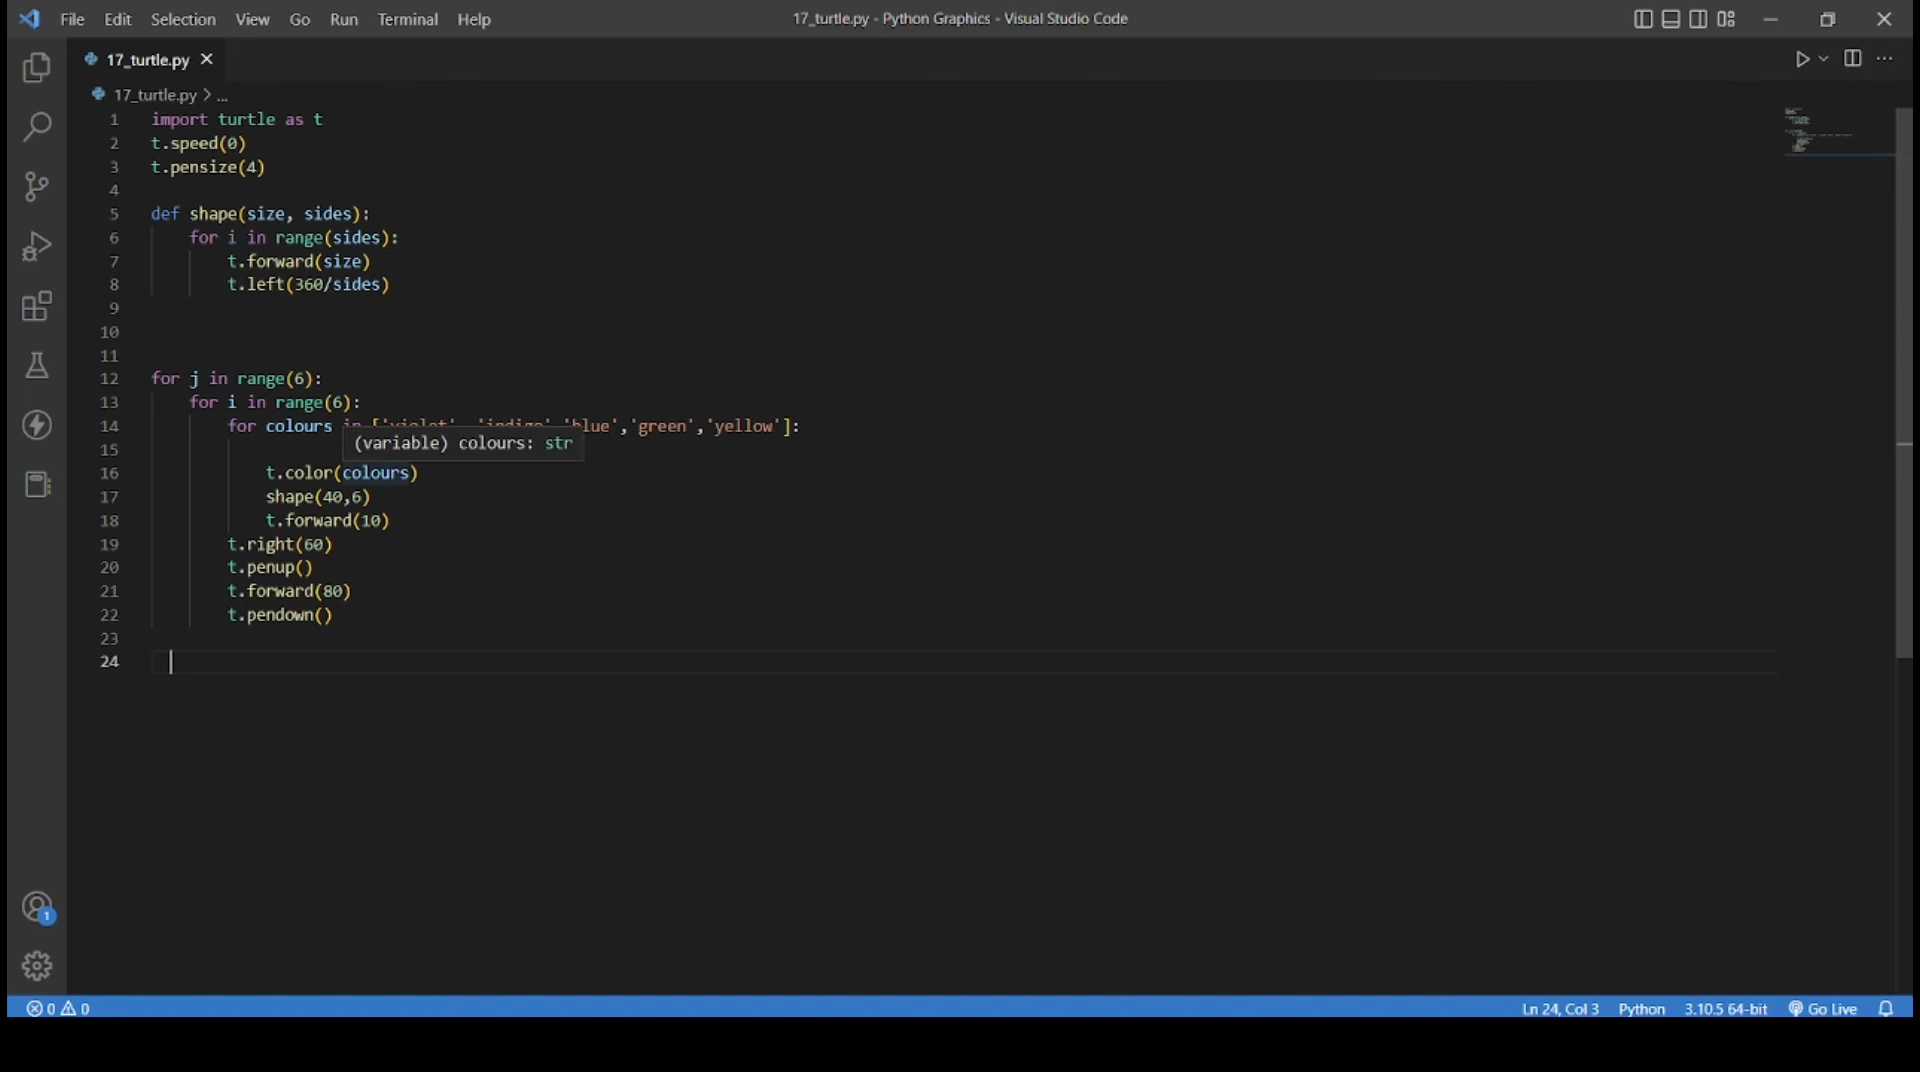 File Edit Selection View Go Run Terminal Help 17_turtle.py - Python Graphics - Visual Studio Code
17_turtle.py
17_turtle.py > ...
1 import turtle as t
2 t.speed(0)
3 t.pensize(4)
4
5 def shape(size, sides):
6 for i in range(sides):
7 t.forward(size)
8 t.left(360/sides)
9
10
11
12 for j in range(6):
13 for i in range(6):
14 for colours in ['violet', 'indigo','blue','green','yellow']:
(variable) colours: str
15
16 t.color(colours)
17 shape(40,6)
18 t.forward(10)
19 t.right(60)
20 t.penup()
21 t.forward(80)
22 t.pendown()
23
24
1
0 0 Ln 24, Col 3 Python 3.10.5 64-bit Go Live